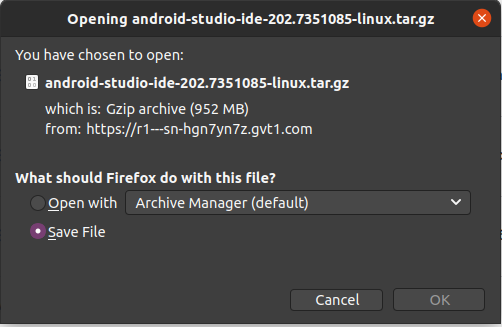 Opening android-studio-ide-202.7351085-linux.tar.gz
You have chosen to open:
android-studio-ide-202.7351085-linux.tar.gz
which is: Gzip archive (952 MB)
from: https://r1---sn-hgn7yn7z.gvt1.com
What should Firefox do with this file?
Open with Archive Manager (default)
Save File
Cancel OK